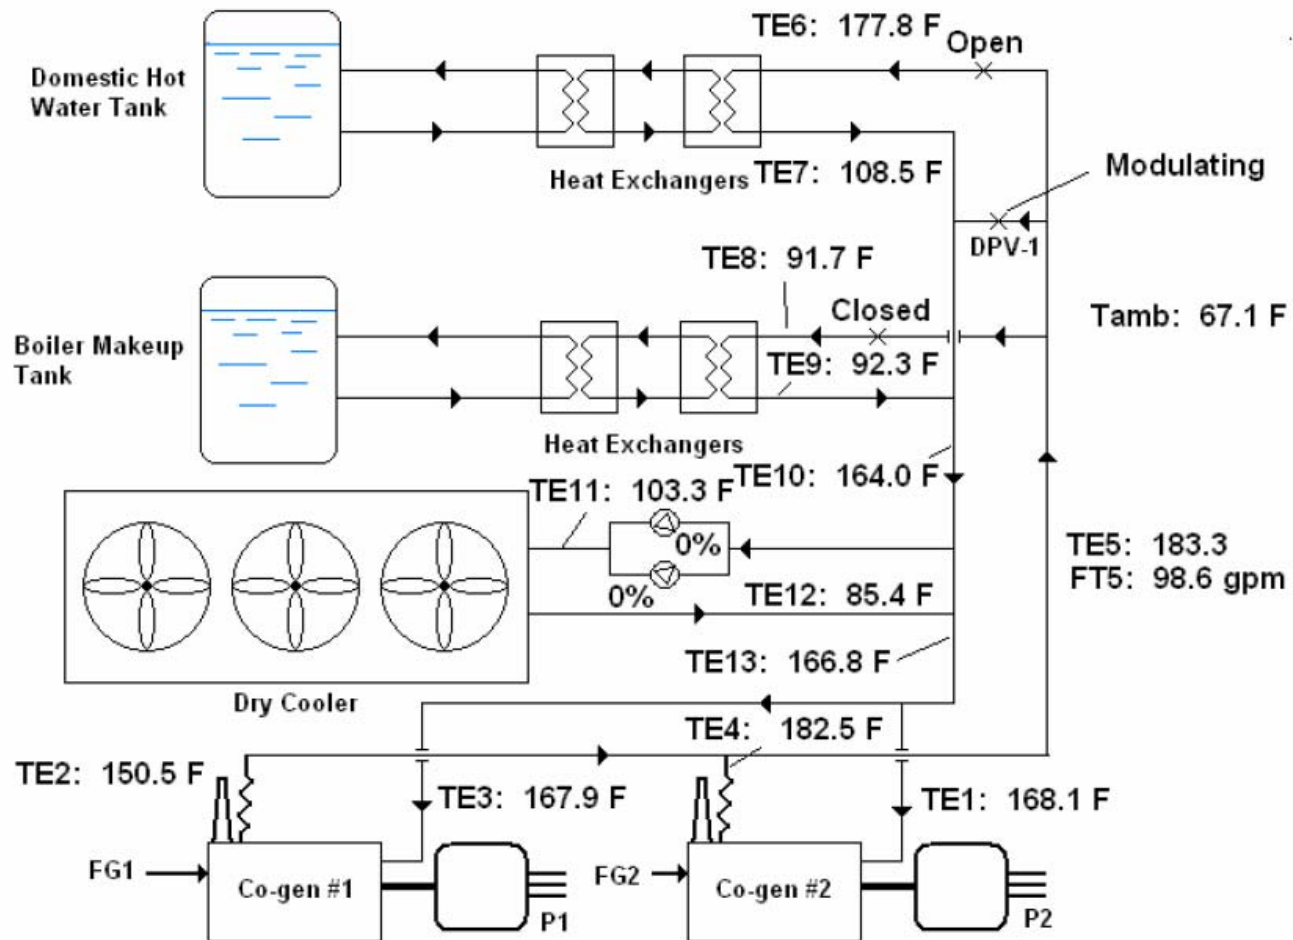 TE6: 177.8 F
Open
Domestic Hot
Water Tank
Heat Exchangers
TE7: 108.5 F
Modulating
DPV-1
TE8: 91.7 F
Closed
Tamb: 67.1 F
Boiler Makeup
Tank
TE9: 92.3 F
Heat Exchangers
TE10: 164.0 F
TE11: 103.3 F
0%
0%
TE5: 183.3
FT5: 98.6 gpm
TE12: 85.4 F
TE13: 166.8 F
Dry Cooler
TE4: 182.5 F
TE2: 150.5 F
TE3: 167.9 F
TE1: 168.1 F
FG1
Co-gen #1
P1
FG2
Co-gen #2
P2